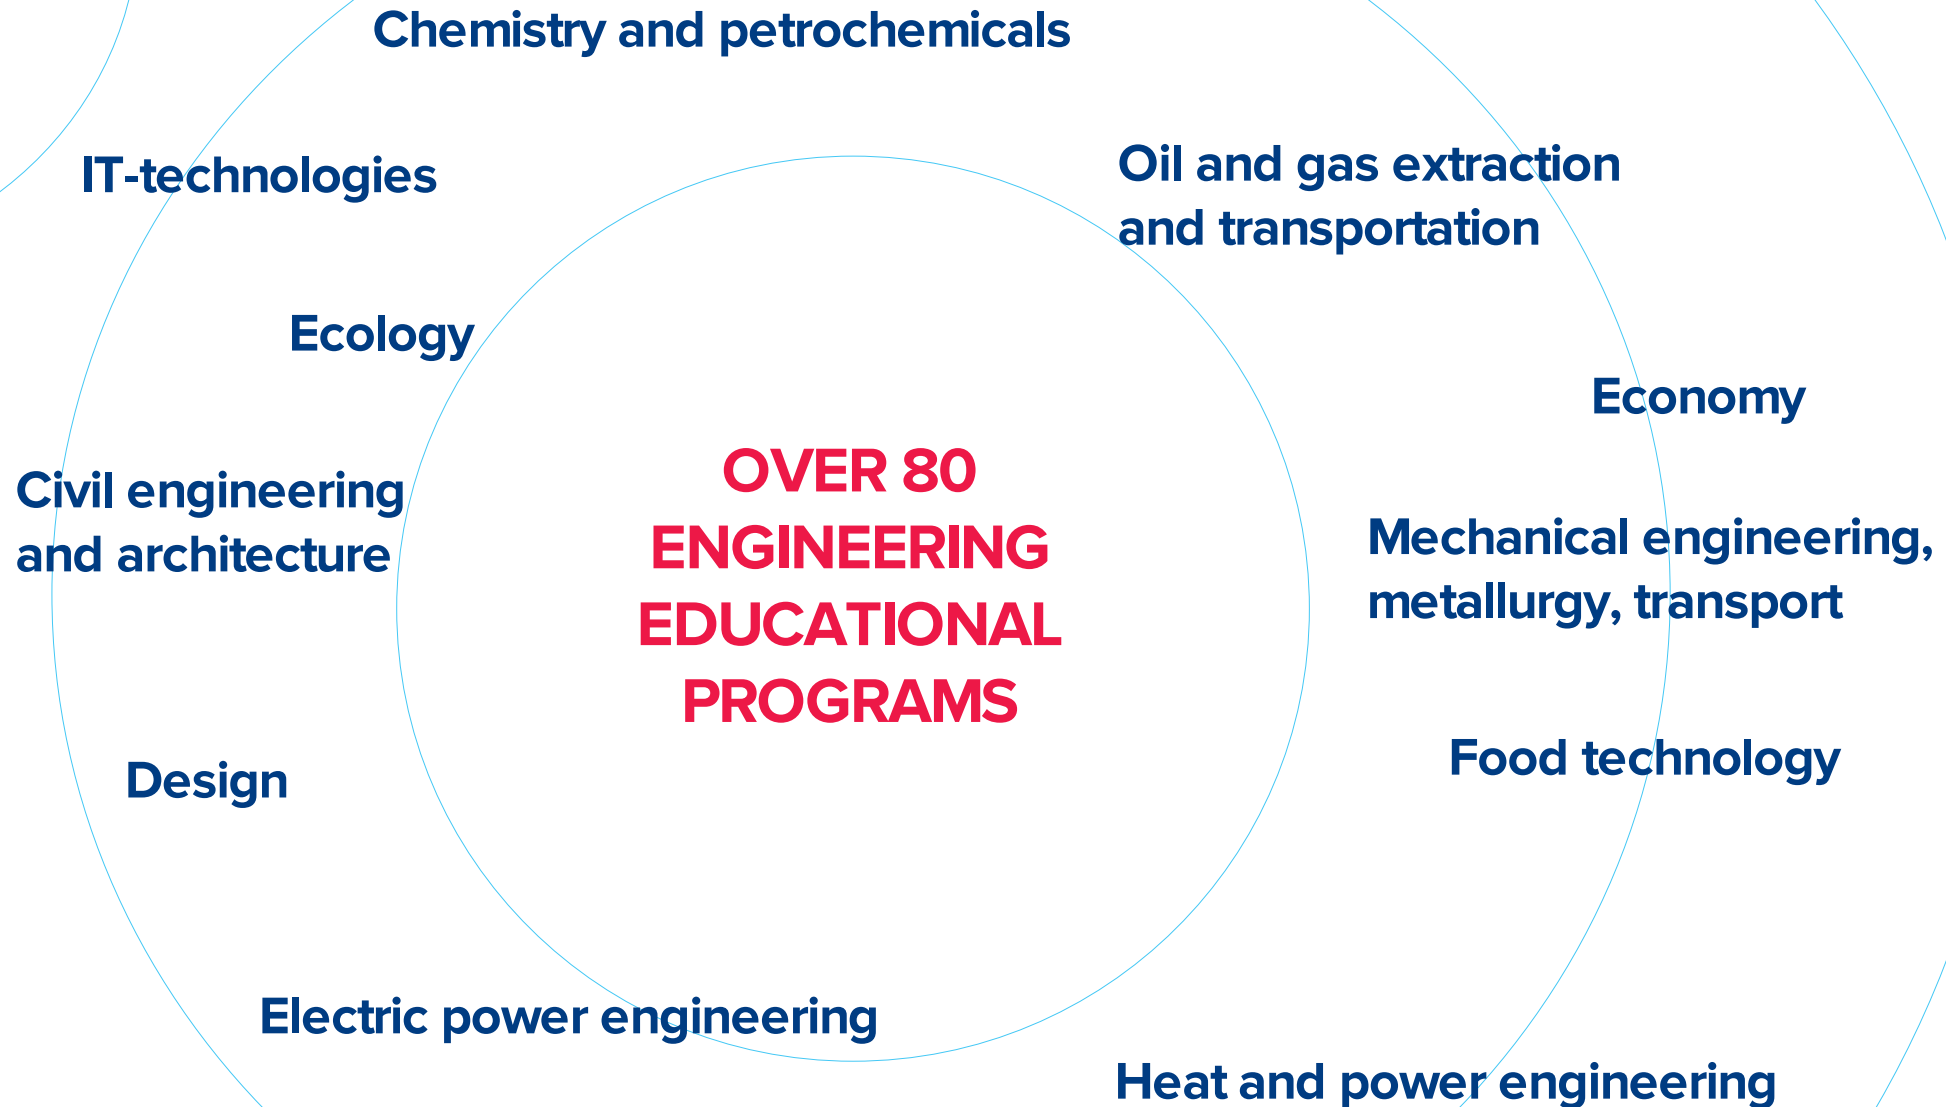 Chemistry and petrochemicals
IT-technologies
Oil and gas extraction
and transportation
Ecology
Economy
Civil engineering
and architecture
OVER 80
ENGINEERING
EDUCATIONAL
PROGRAMS
Mechanical engineering,
metallurgy, transport
Design
Food technology
Electric power engineering
Heat and power engineering